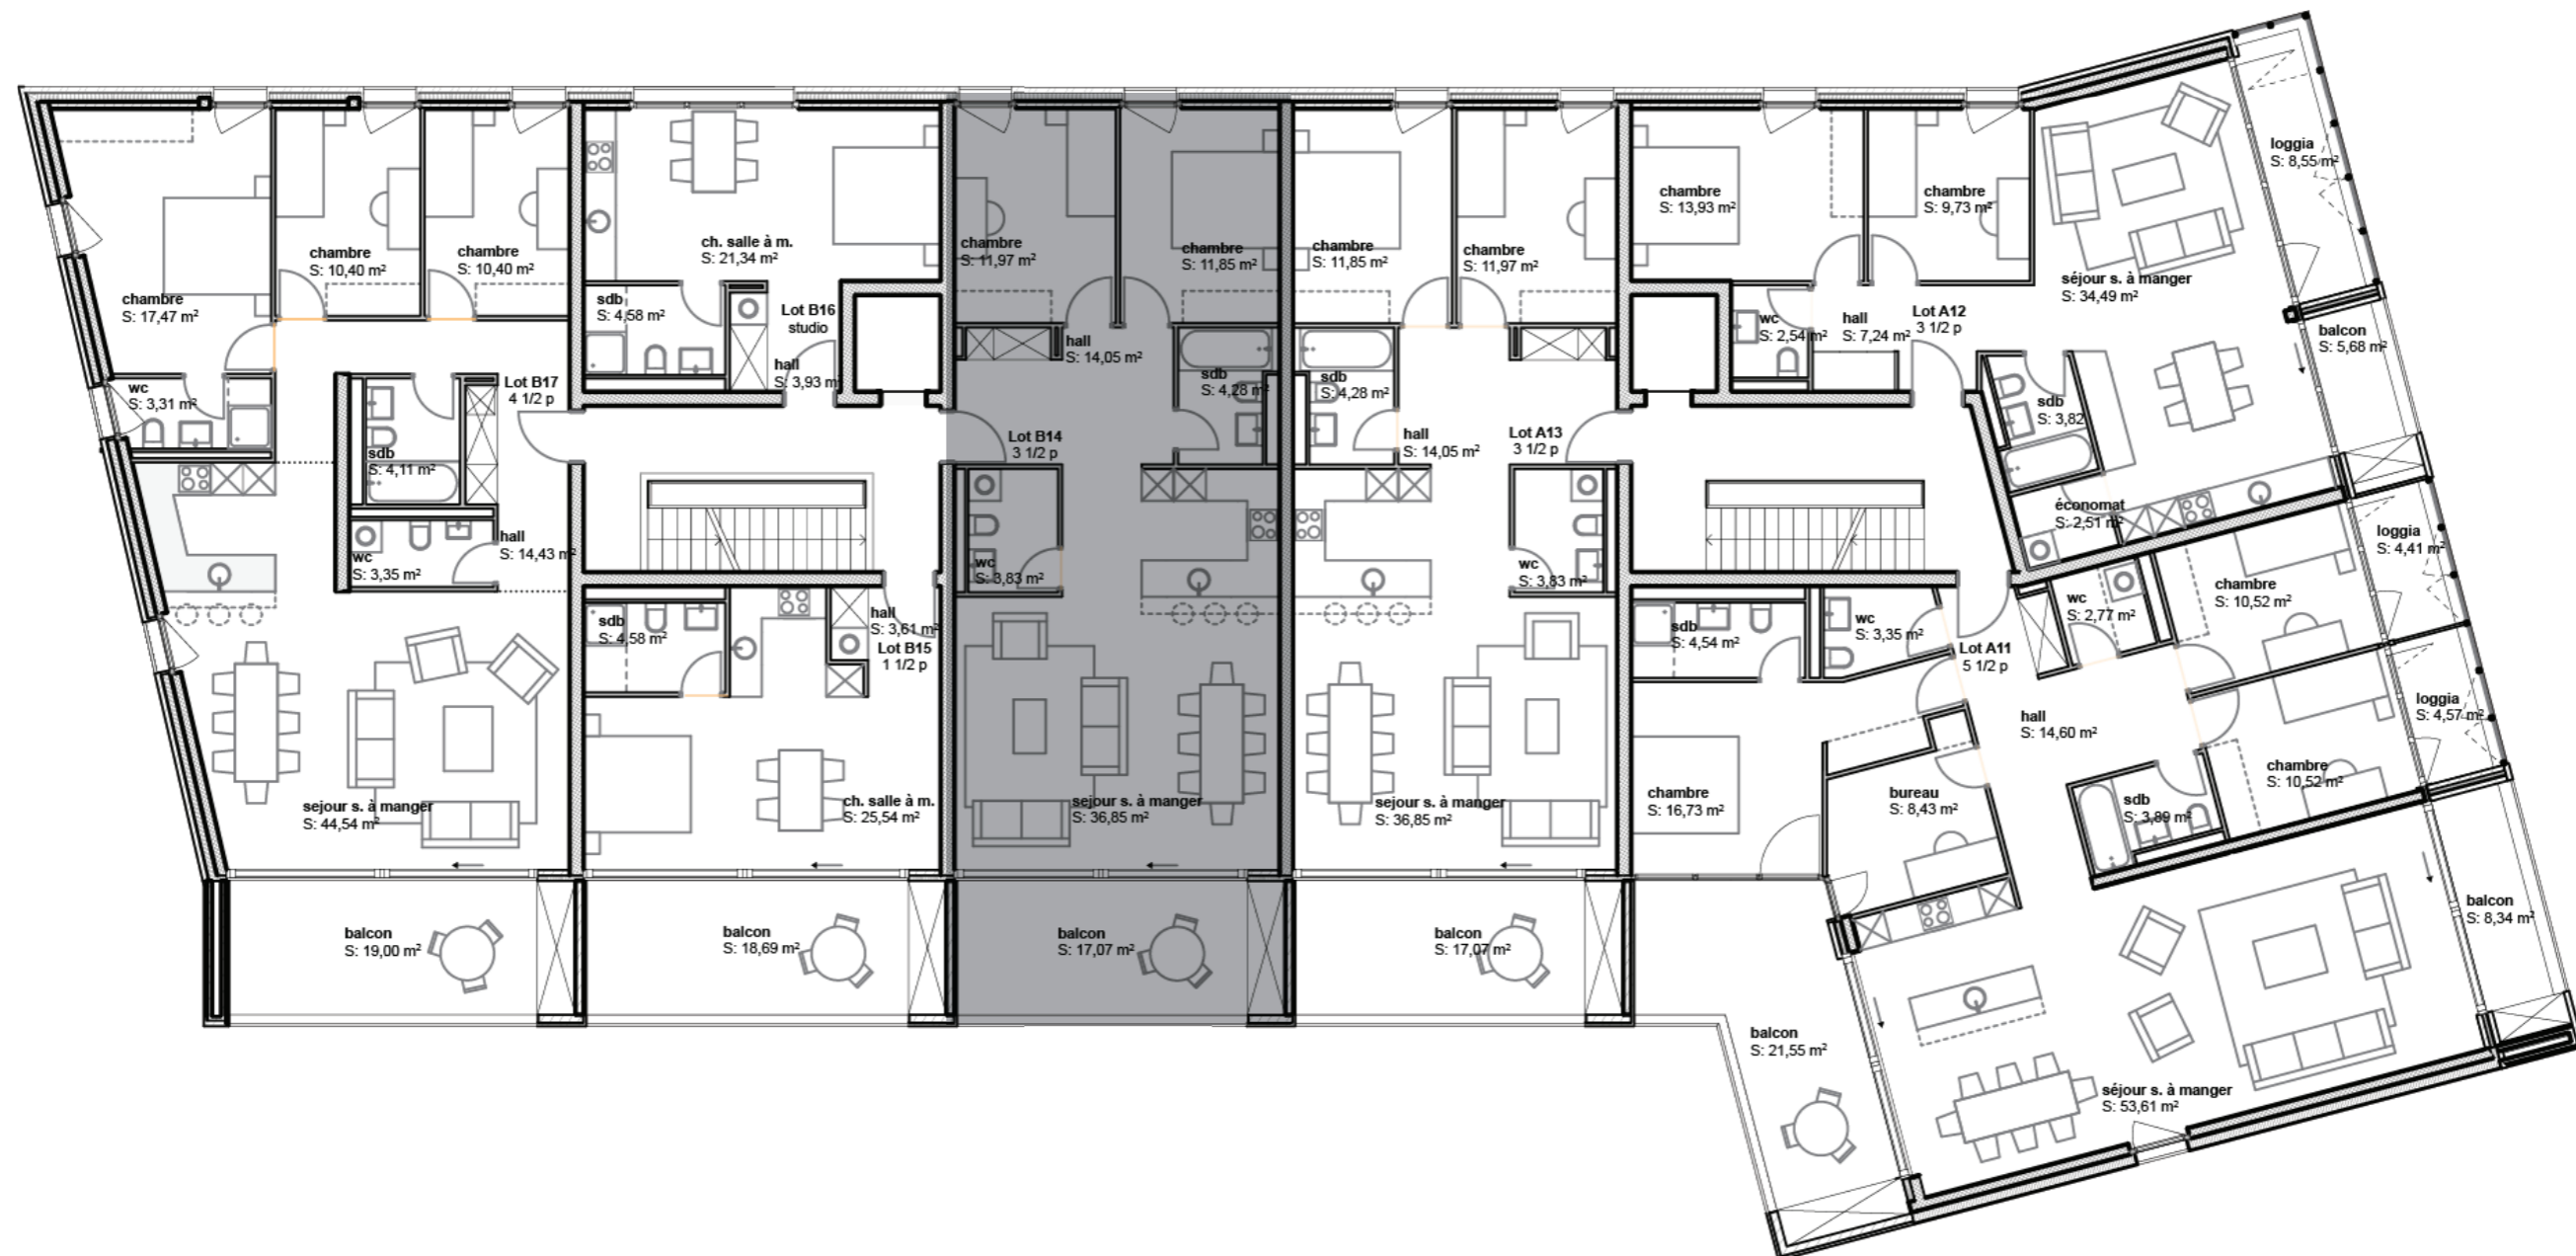 chambre
S: 17,47 m²
chambre
S: 10,40 m²
chambre
S: 10,40 m²
wc
S: 3,31 m²
sdb
S: 4,11 m²
Lot B17
4 1/2 p
wc
S: 3,35 m²
hall
S: 14,43 m²
sejour s. à manger
S: 44,54 m²
balcon
S: 19,00 m²
ch. salle à m.
S: 21,34 m²
sdb
S: 4,58 m²
Lot B16
studio
hall
S: 3,93 m²
sdb
S: 4,58 m²
hall
S: 3,61 m²
Lot B15
1 1/2 p
ch. salle à m.
S: 25,54 m²
balcon
S: 18,69 m²
chambre
S: 11,97 m²
chambre
S: 11,85 m²
hall
S: 14,05 m²
sdb
S: 4,28 m²
Lot B14
3 1/2 p
wc
S: 3,83 m²
sejour s. à manger
S: 36,85 m²
balcon
S: 17,07 m²
chambre
S: 11,85 m²
chambre
S: 11,97 m²
sdb
S: 4,28 m²
hall
S: 14,05 m²
Lot A13
3 1/2 p
wc
S: 3,83 m²
sejour s. à manger
S: 36,85 m²
balcon
S: 17,07 m²
chambre
S: 13,93 m²
chambre
S: 9,73 m²
wc
S: 2,54 m²
hall
S: 7,24 m²
Lot A12
3 1/2 p
séjour s. à manger
S: 34,49 m²
loggia
S: 8,55 m²
balcon
S: 5,68 m²
sdb
S: 3,82
économat
S: 2,51 m²
loggia
S: 4,41 m²
chambre
S: 10,52 m²
wc
S: 2,77 m²
sdb
S: 4,54 m²
wc
S: 3,35 m²
Lot A11
5 1/2 p
hall
S: 14,60 m²
loggia
S: 4,57 m²
chambre
S: 10,52 m²
chambre
S: 16,73 m²
bureau
S: 8,43 m²
sdb
S: 3,89 m²
balcon
S: 8,34 m²
balcon
S: 21,55 m²
séjour s. à manger
S: 53,61 m²